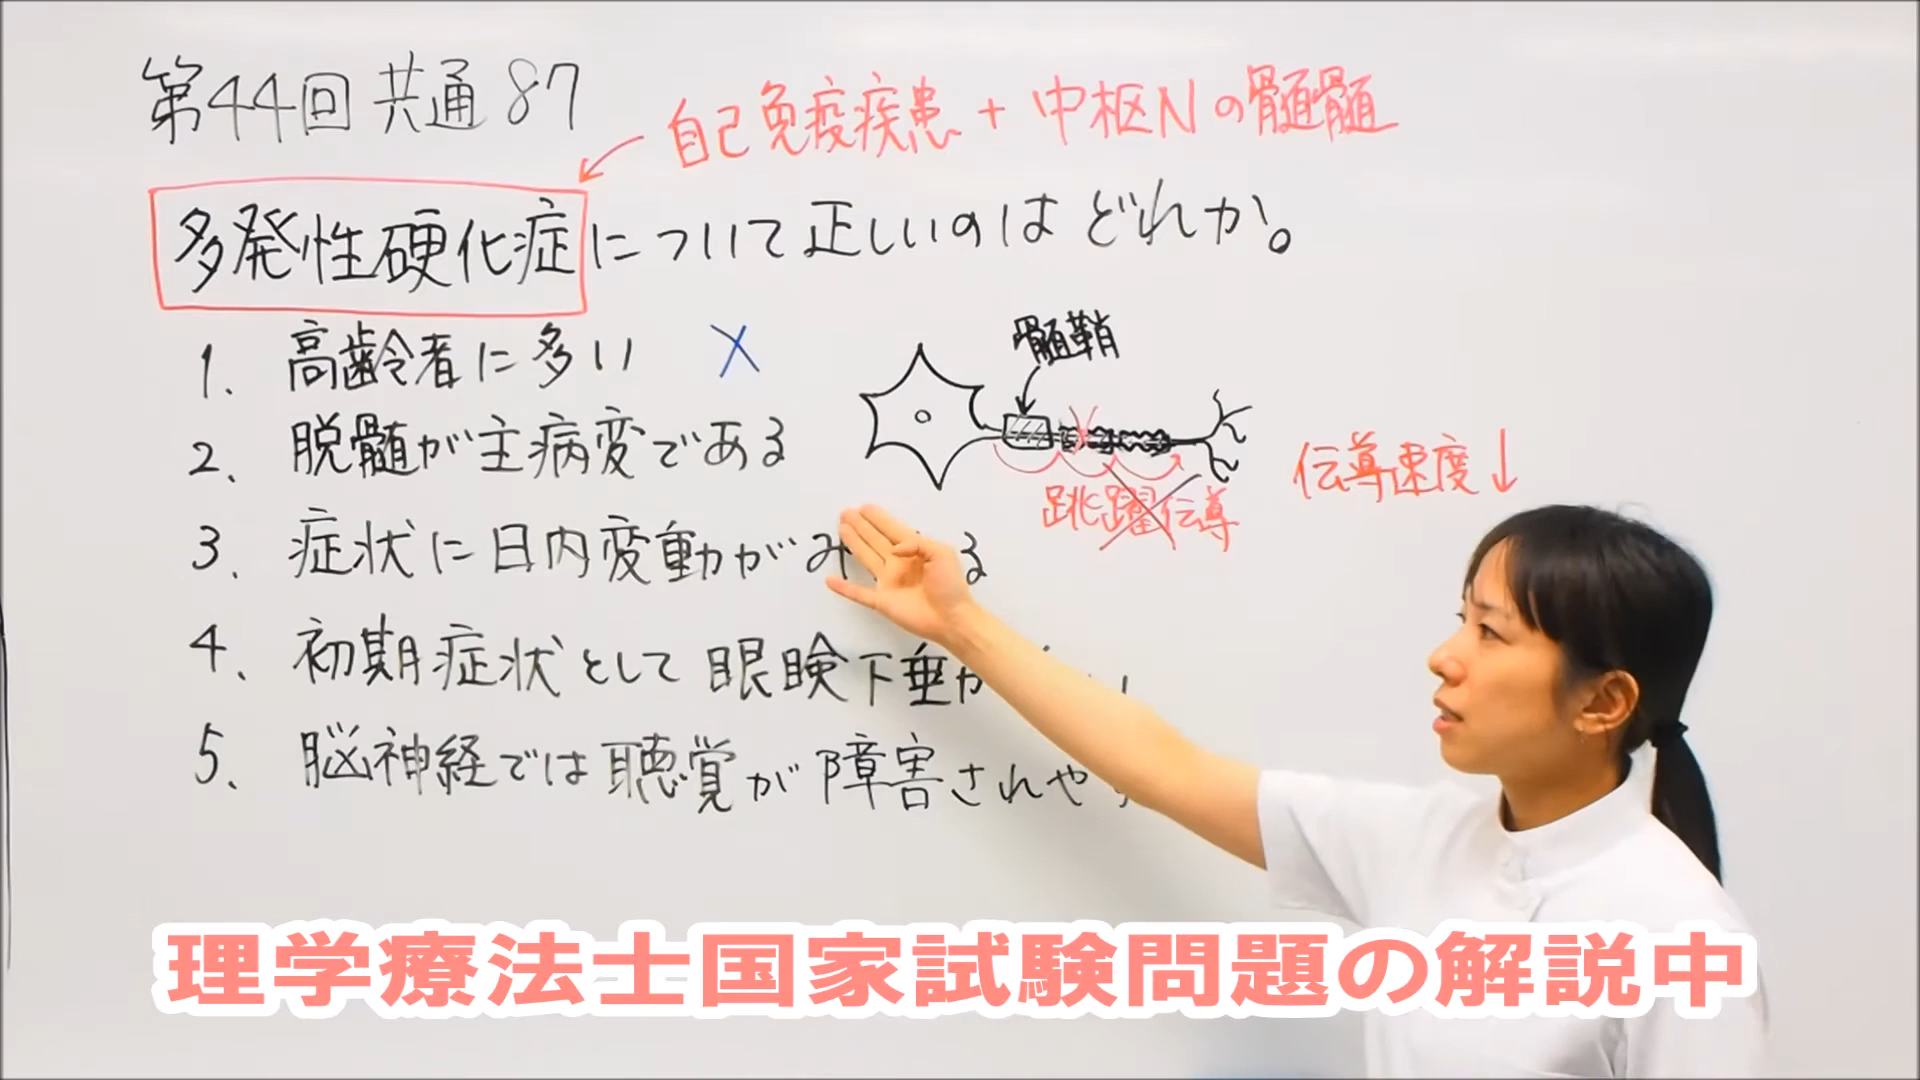 第44回 共通 87
自己免疫疾患 + 中枢Nの髄髄
多発性硬化症について正しいのは どれか。
1. 高齢者に多い ×
髄鞘
2. 脱髄が主病変である
伝導速度↓
跳躍伝導
3. 症状に日内変動がみ る
4. 初期症状として眼瞼下垂が
5. 脳神経では聴覚が障害されや
理学療法士国家試験問題の解説中